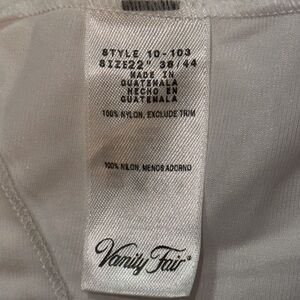 STYLE 10-103
SIZE22" 38/44
MADE IN
GUATEMALA
HECHO EN
GUATEMALA
100% NYLON, EXCLUDE TRIM
100% NILON, MENOS ADORNO
Vanity Fair®